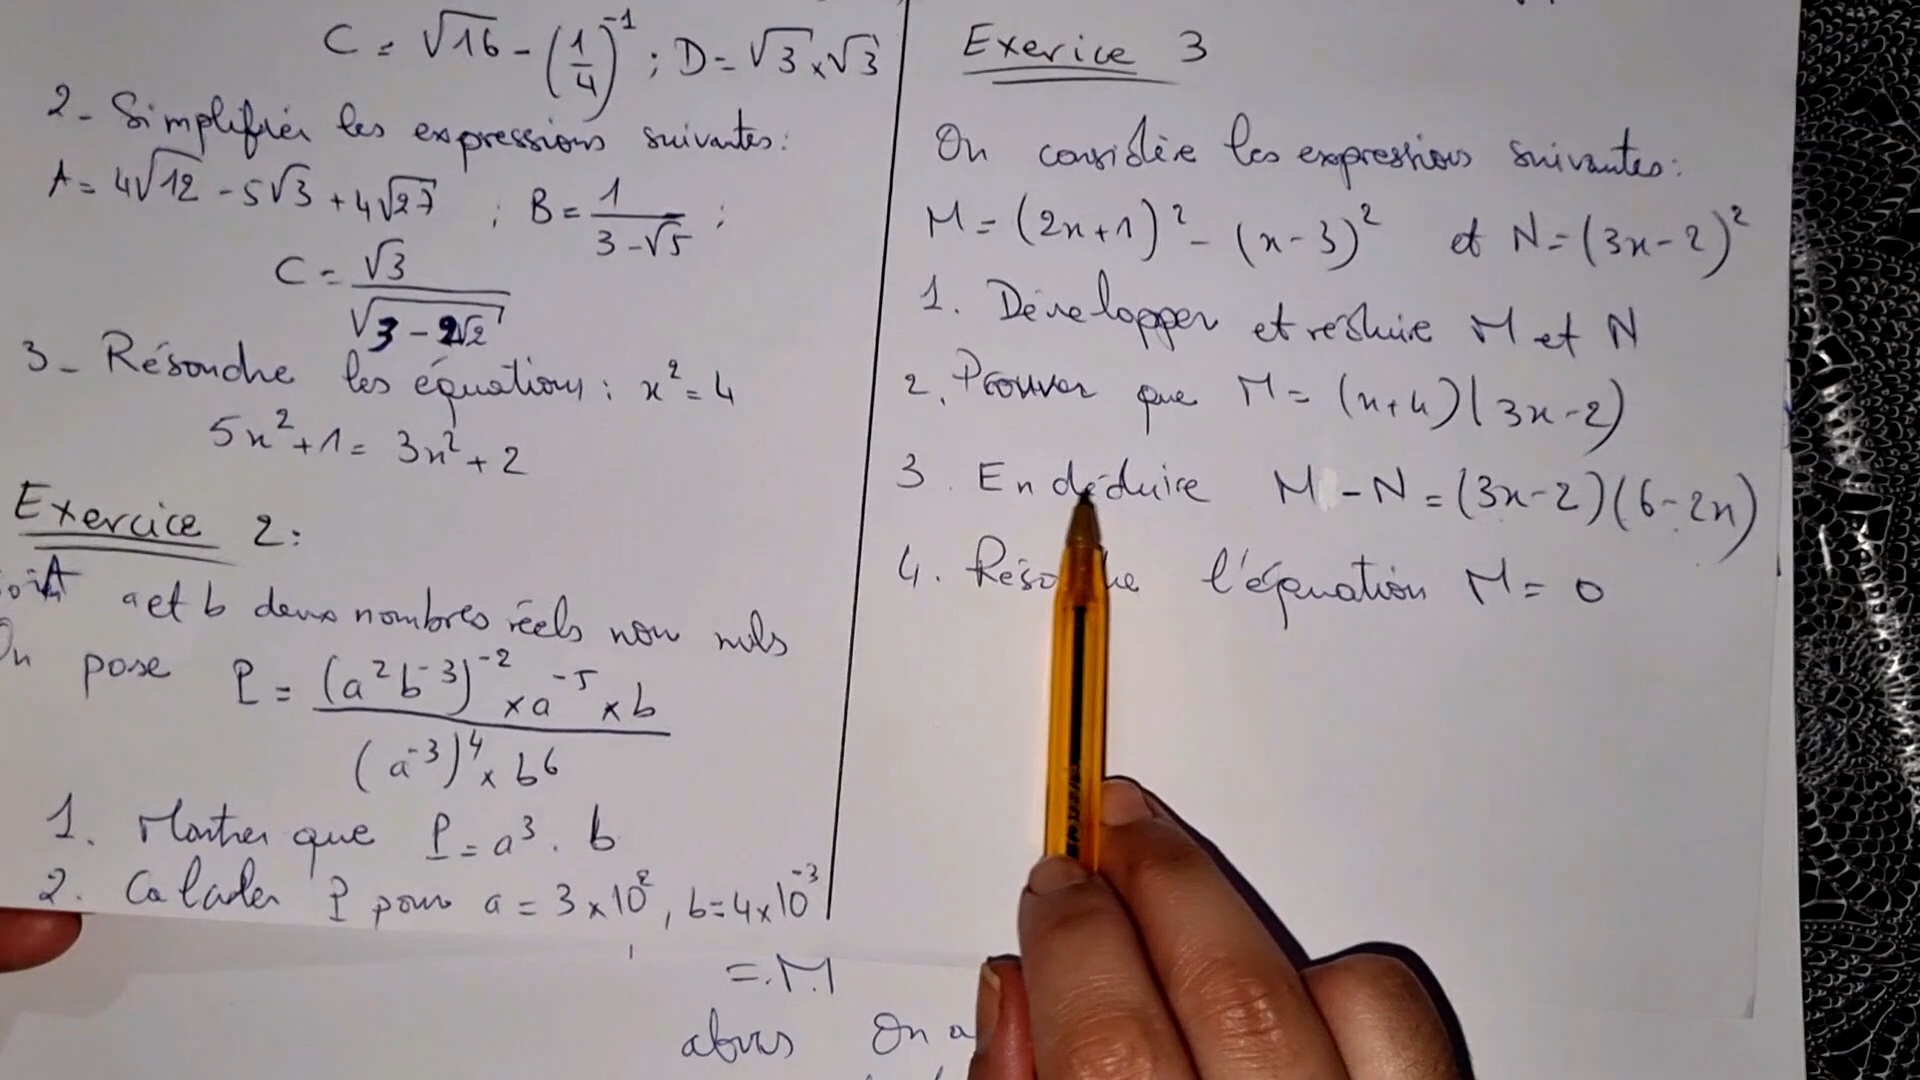 C = √16 - (1/4)^-1 ; D = √3 × √3
2 - Simplifier les expressions suivantes :
A = 4√12 - 5√3 + 4√27 ; B = 1/(3-√5) ;
C = √3/√(3-2√2)
3 - Résoudre les équations : x² = 4
5x² + 1 = 3x² + 2
Exercice 2 :
a et b deux nombres réels non nuls
On pose P = ((a²b^-3)^-2 × a^-5 × b)/((a^-3)^4 × b^6)
1. Montrer que P = a³ . b
2. Calculer P pour a = 3×10², b = 4×10^-3
Exerice 3
On considère les expressions suivantes :
M = (2x+1)² - (x-3)² et N = (3x-2)²
1. Développer et réduire M et N
2. Prouver que M = (x+4)(3x-2)
3. En déduire M - N = (3x-2)(6-2x)
4. Résoudre l'équation M = 0
= M
alors On a